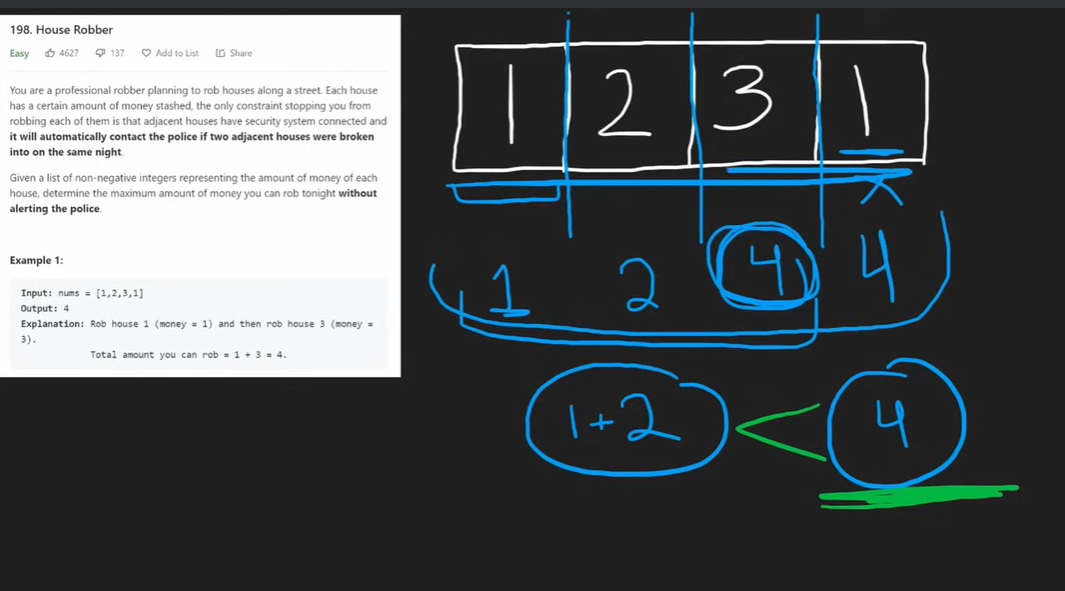 198. House Robber
Easy 4627 137 Add to List Share
You are a professional robber planning to rob houses along a street. Each house
has a certain amount of money stashed, the only constraint stopping you from
robbing each of them is that adjacent houses have security system connected and
it will automatically contact the police if two adjacent houses were broken
into on the same night.
Given a list of non-negative integers representing the amount of money of each
house, determine the maximum amount of money you can rob tonight without
alerting the police.
Example 1:
Input: nums = [1,2,3,1]
Output: 4
Explanation: Rob house 1 (money = 1) and then rob house 3 (money =
3).
Total amount you can rob = 1 + 3 = 4.
1 2 3 1
1 2 4 4
1+2 < 4